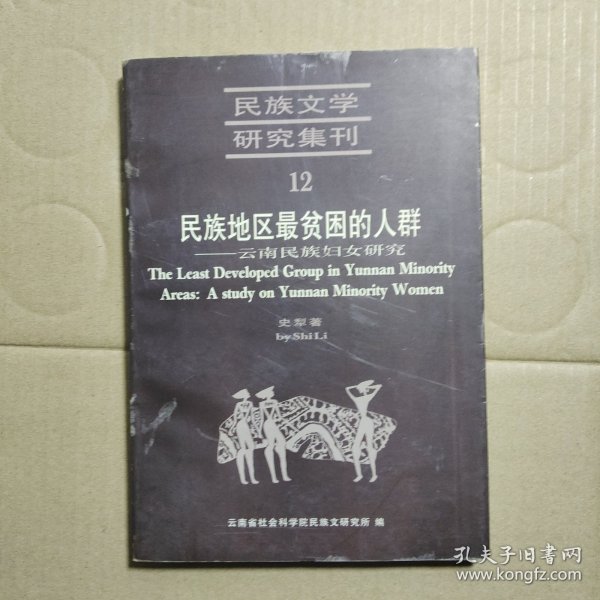 民族文学
研究集刊
12
民族地区最贫困的人群
——云南民族妇女研究
The Least Developed Group in Yunnan Minority
Areas: A study on Yunnan Minority Women
史犁著
by Shi Li
云南省社会科学院民族文研究所 编
孔夫子旧书网
www.kongfz.com